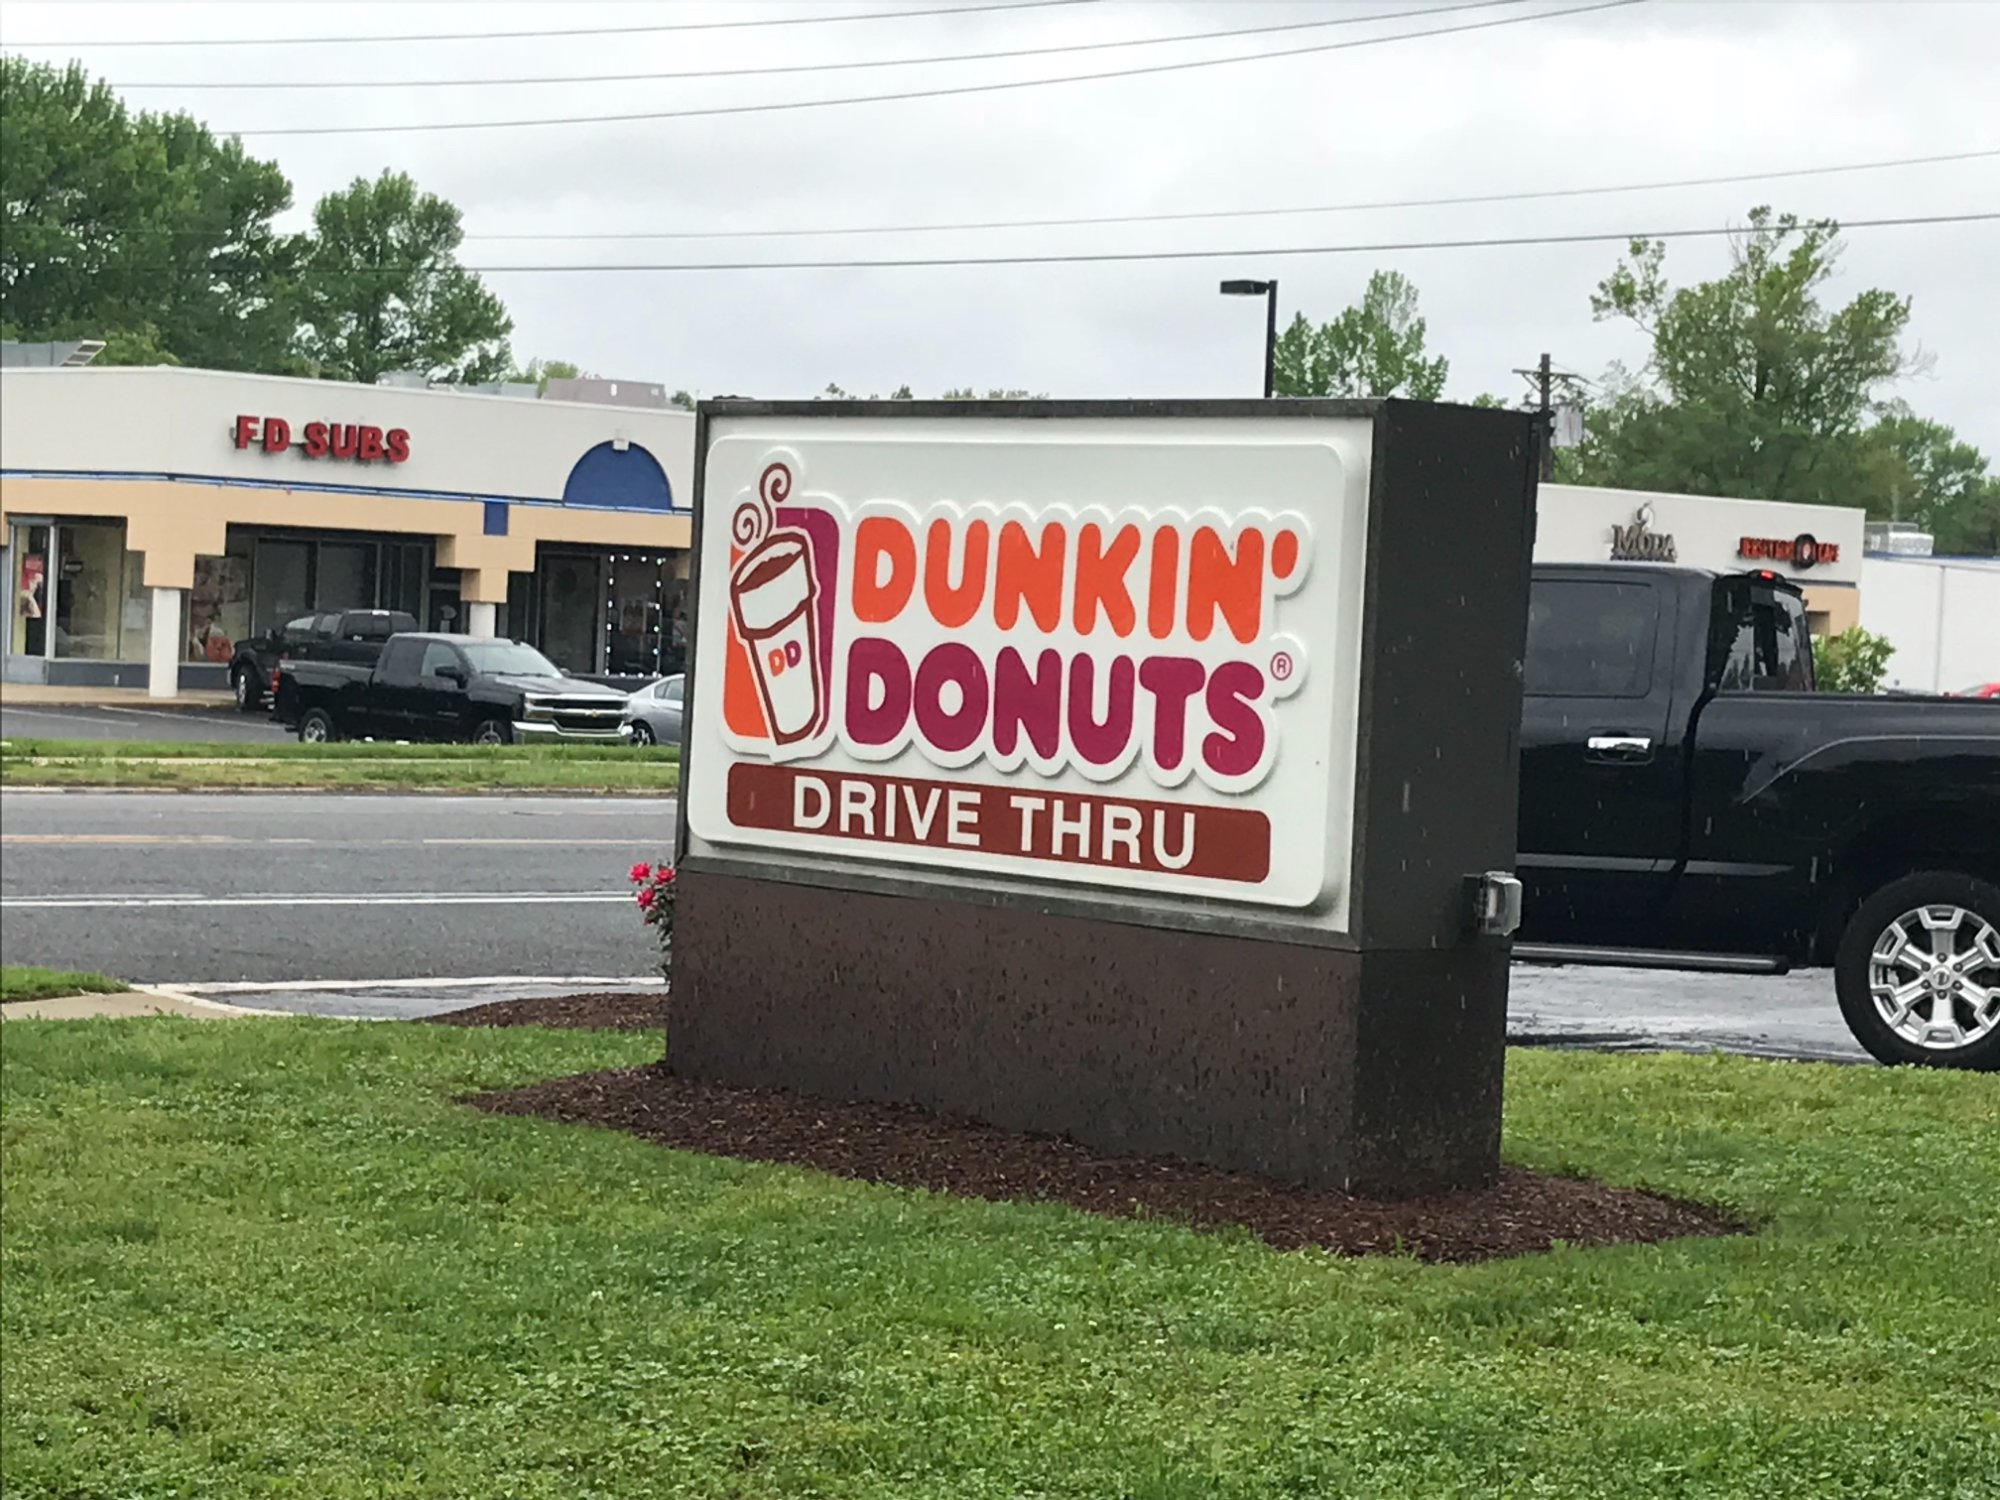 FD SUBS
MODA
DD
DUNKIN'
DONUTS®
DRIVE THRU